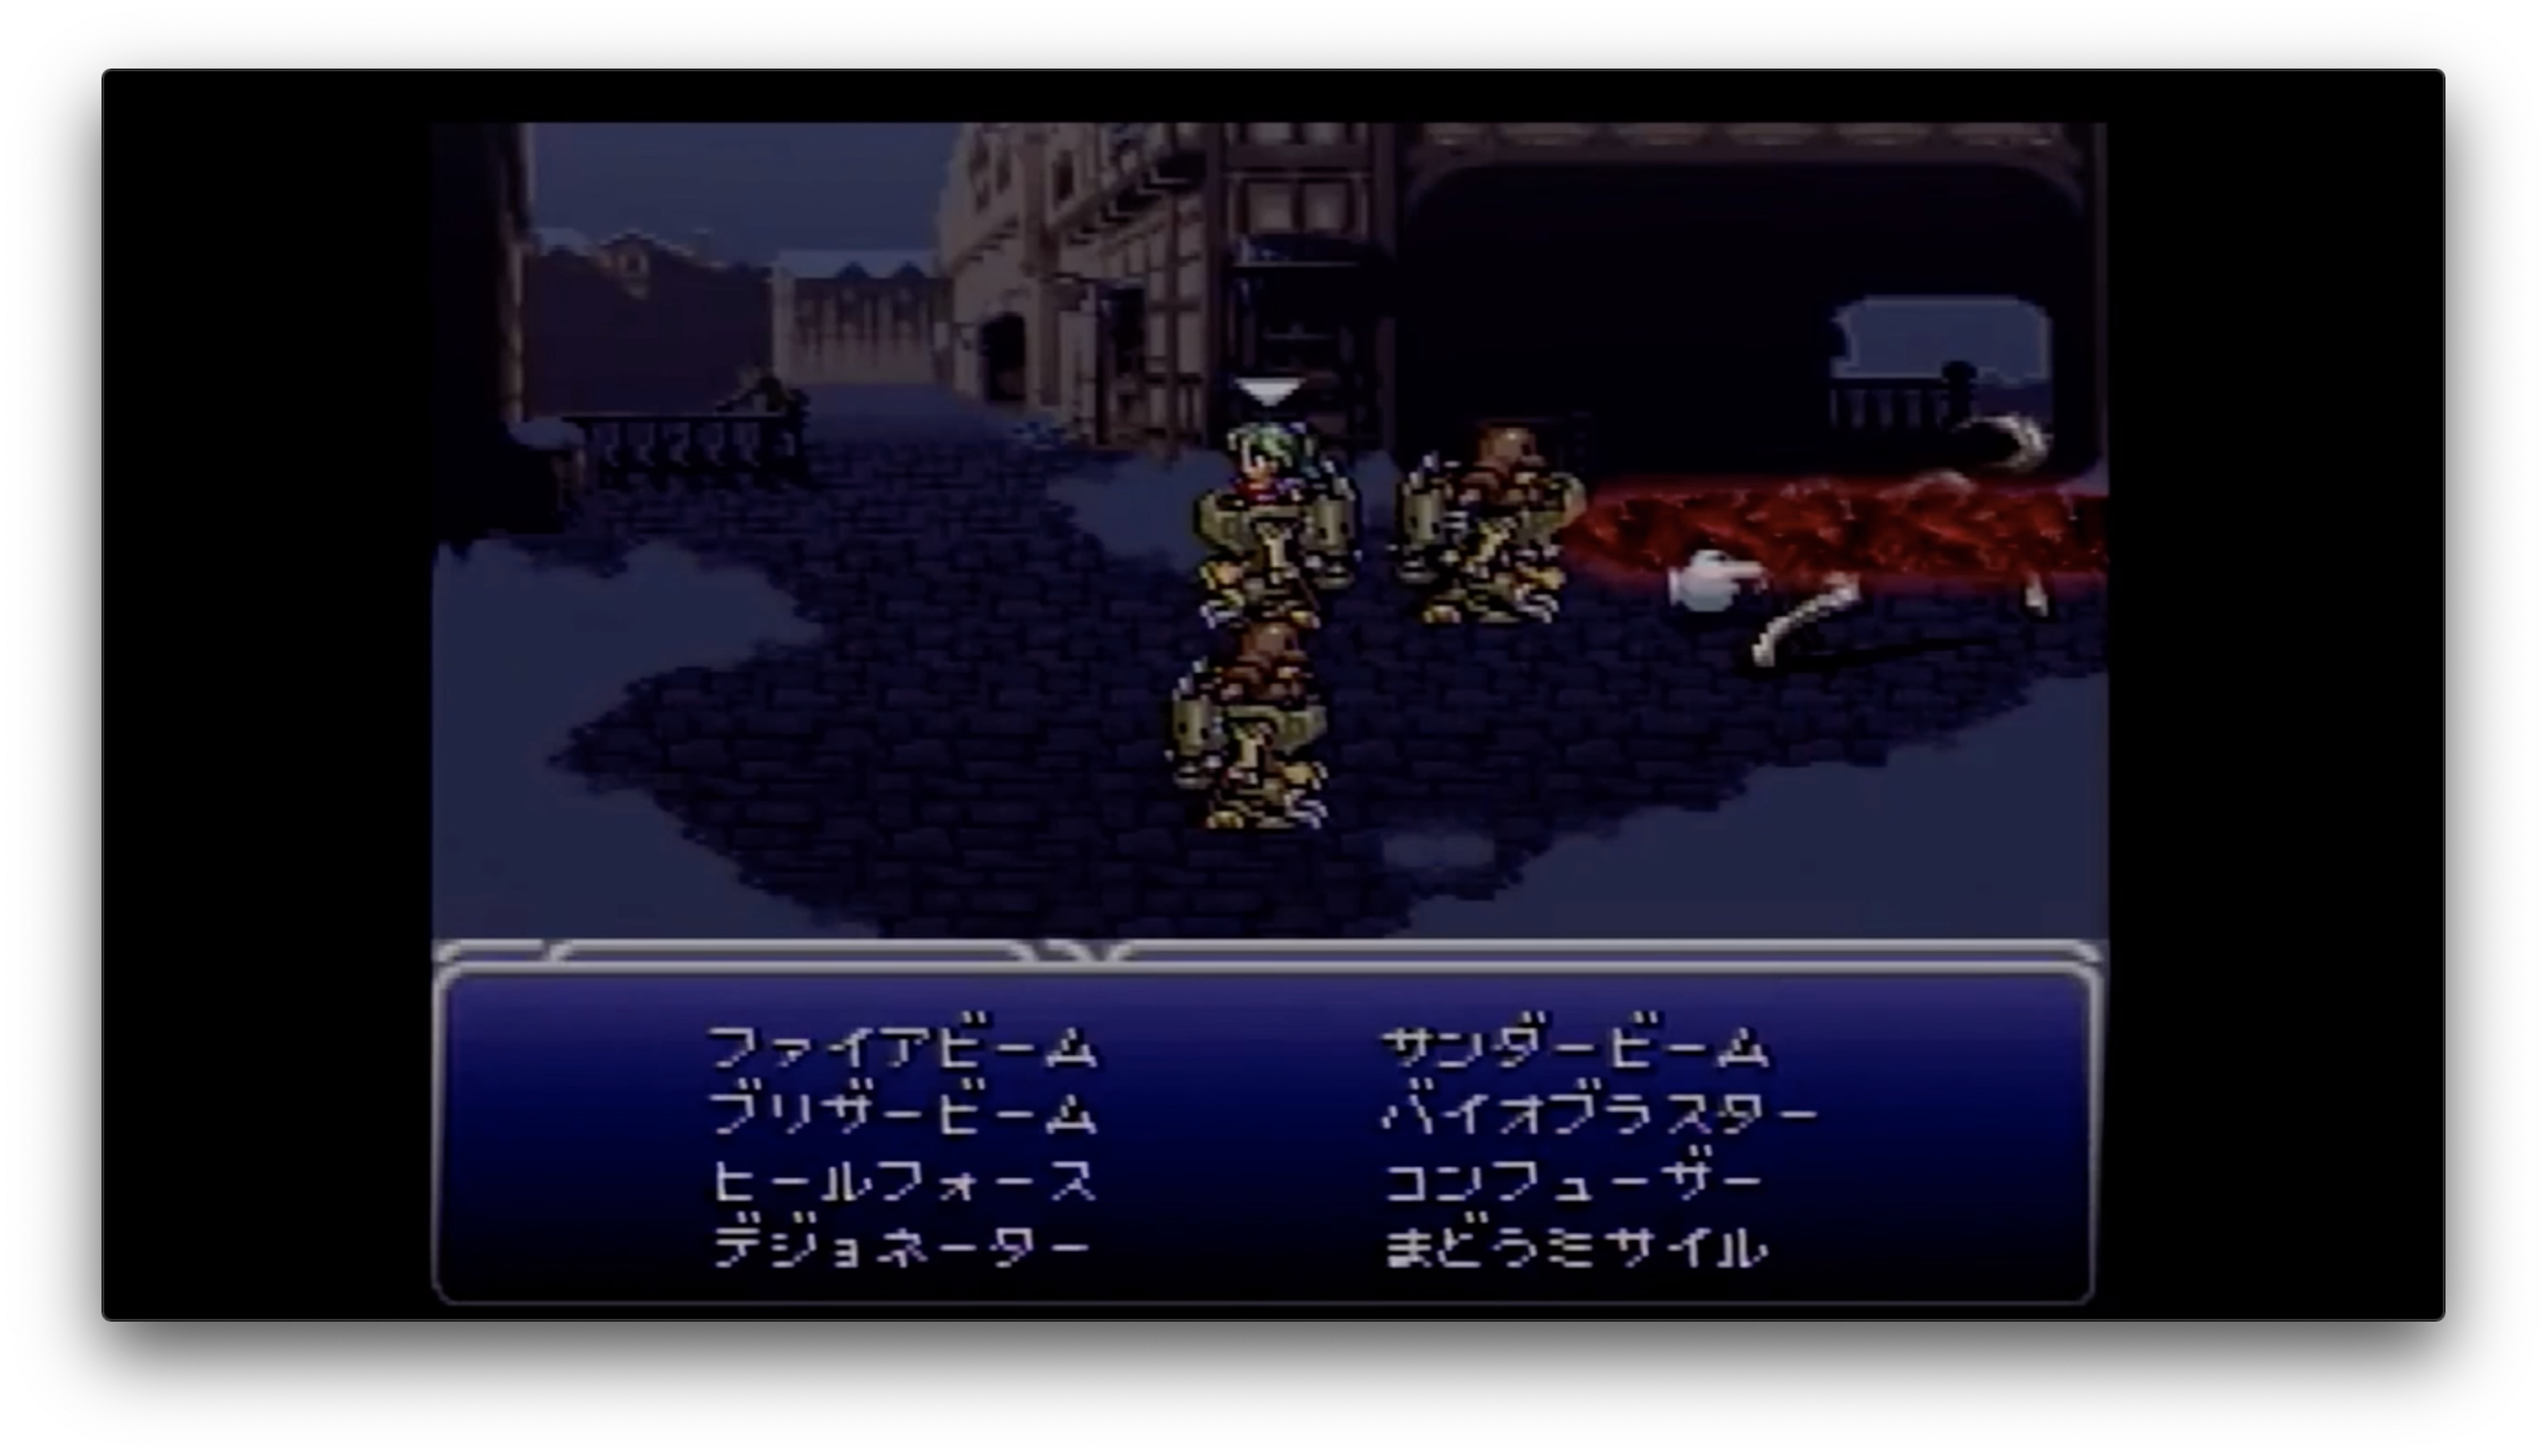 ファイアビーム サンダービーム
ブリザービーム バイオブラスター
ヒールフォース コンフューザー
デジョネーター まどうミサイル